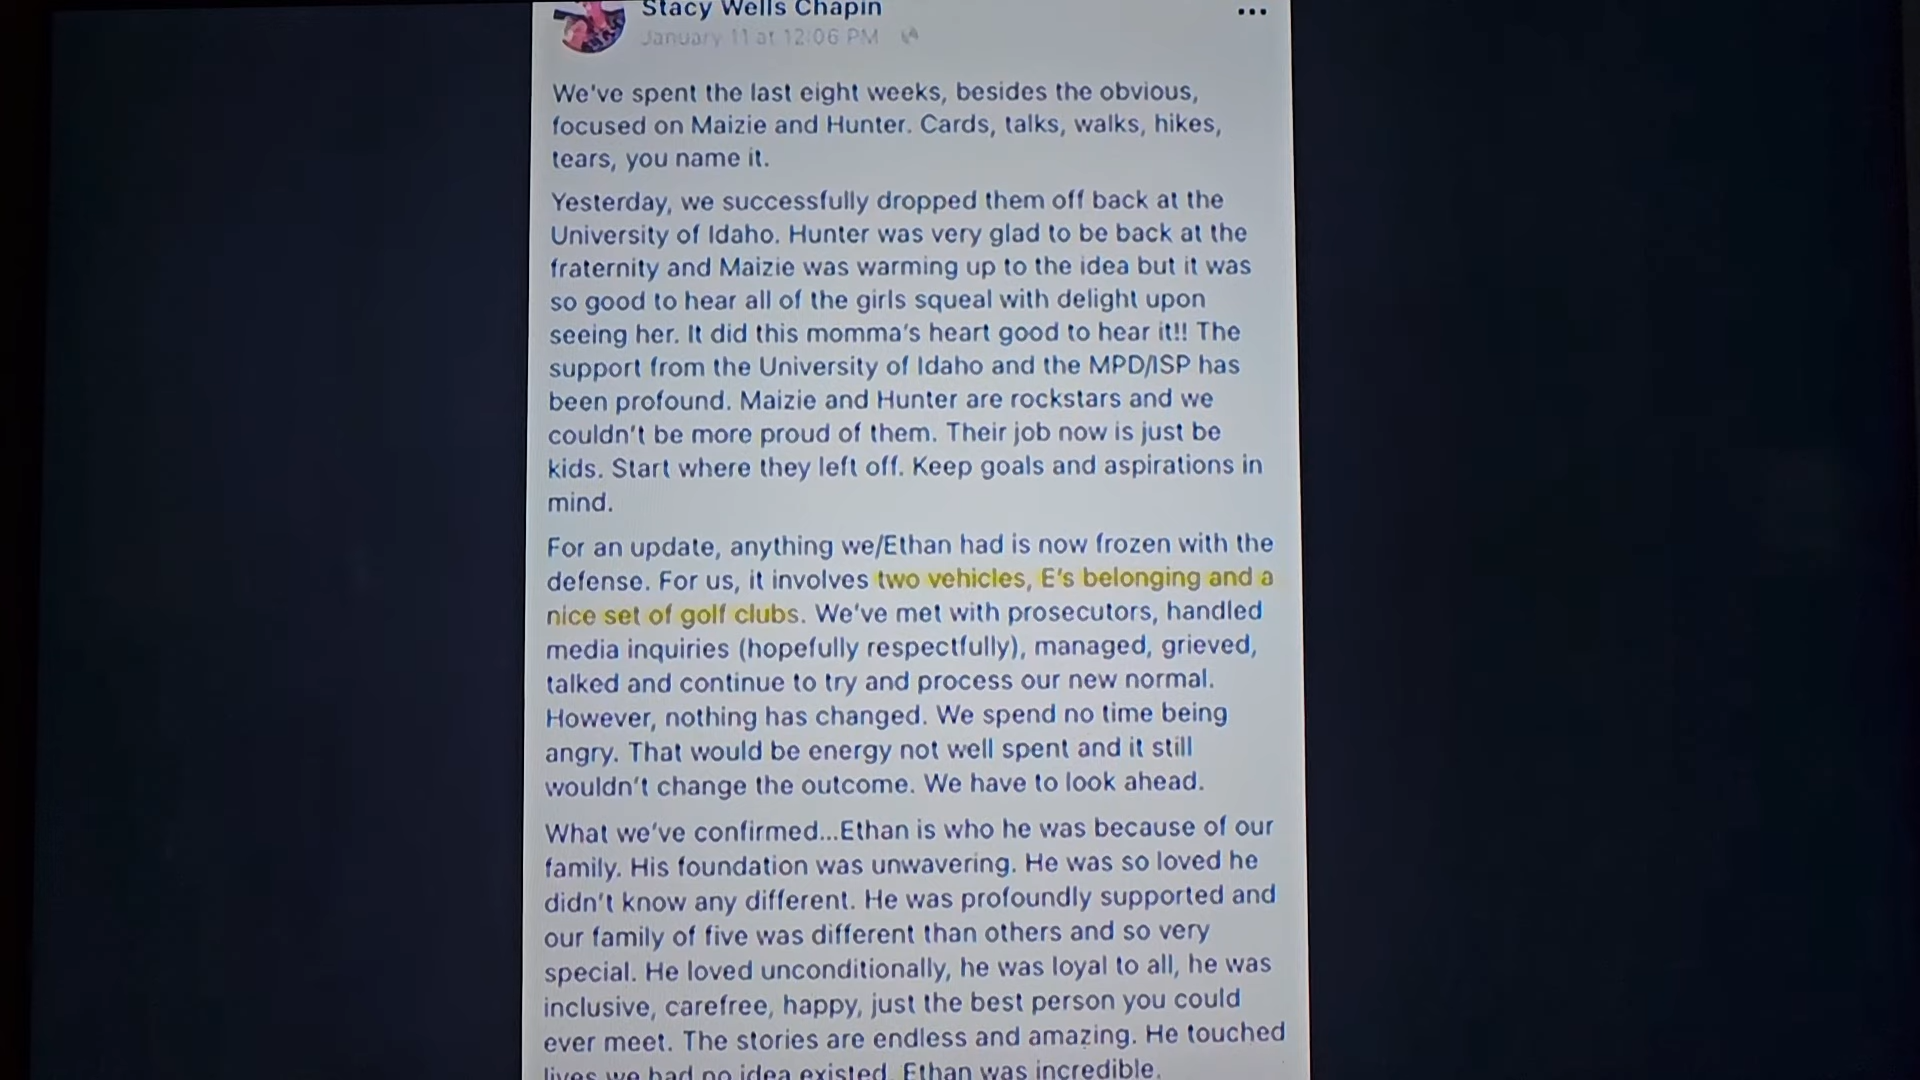 Stacy Wells Chapin
January 11 at 12:06 PM
We've spent the last eight weeks, besides the obvious,
focused on Maizie and Hunter. Cards, talks, walks, hikes,
tears, you name it.
Yesterday, we successfully dropped them off back at the
University of Idaho. Hunter was very glad to be back at the
fraternity and Maizie was warming up to the idea but it was
so good to hear all of the girls squeal with delight upon
seeing her. It did this momma's heart good to hear it!! The
support from the University of Idaho and the MPD/ISP has
been profound. Maizie and Hunter are rockstars and we
couldn't be more proud of them. Their job now is just be
kids. Start where they left off. Keep goals and aspirations in
mind.
For an update, anything we/Ethan had is now frozen with the
defense. For us, it involves two vehicles, E's belonging and a
nice set of golf clubs. We've met with prosecutors, handled
media inquiries (hopefully respectfully), managed, grieved,
talked and continue to try and process our new normal.
However, nothing has changed. We spend no time being
angry. That would be energy not well spent and it still
wouldn't change the outcome. We have to look ahead.
What we've confirmed...Ethan is who he was because of our
family. His foundation was unwavering. He was so loved he
didn't know any different. He was profoundly supported and
our family of five was different than others and so very
special. He loved unconditionally, he was loyal to all, he was
inclusive, carefree, happy, just the best person you could
ever meet. The stories are endless and amazing. He touched
lives we had no idea existed. Ethan was incredible.